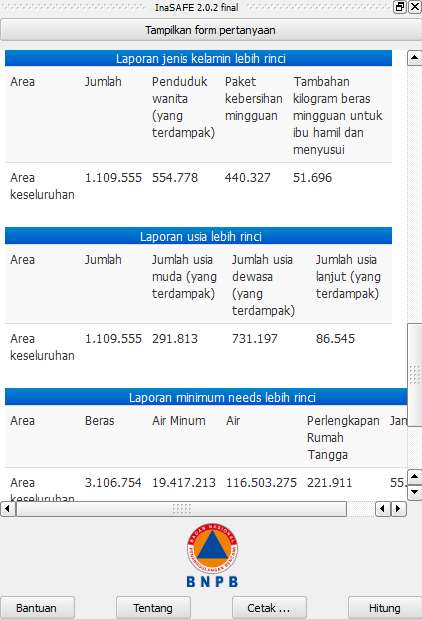 InaSAFE 2.0.2 final
Tampilkan form pertanyaan
Laporan jenis kelamin lebih rinci
Area Jumlah Penduduk wanita (yang terdampak) Paket kebersihan mingguan Tambahan kilogram beras mingguan untuk ibu hamil dan menyusui
Area keseluruhan 1.109.555 554.778 440.327 51.696
Laporan usia lebih rinci
Area Jumlah Jumlah usia muda (yang terdampak) Jumlah usia dewasa (yang terdampak) Jumlah usia lanjut (yang terdampak)
Area keseluruhan 1.109.555 291.813 731.197 86.545
Laporan minimum needs lebih rinci
Area Beras Air Minum Air Perlengkapan Rumah Tangga Jan
Area keseluruhan 3.106.754 19.417.213 116.503.275 221.911 55.
BADAN NASIONAL
PENANGGULANGAN BENCANA
BNPB
Bantuan Tentang Cetak ... Hitung